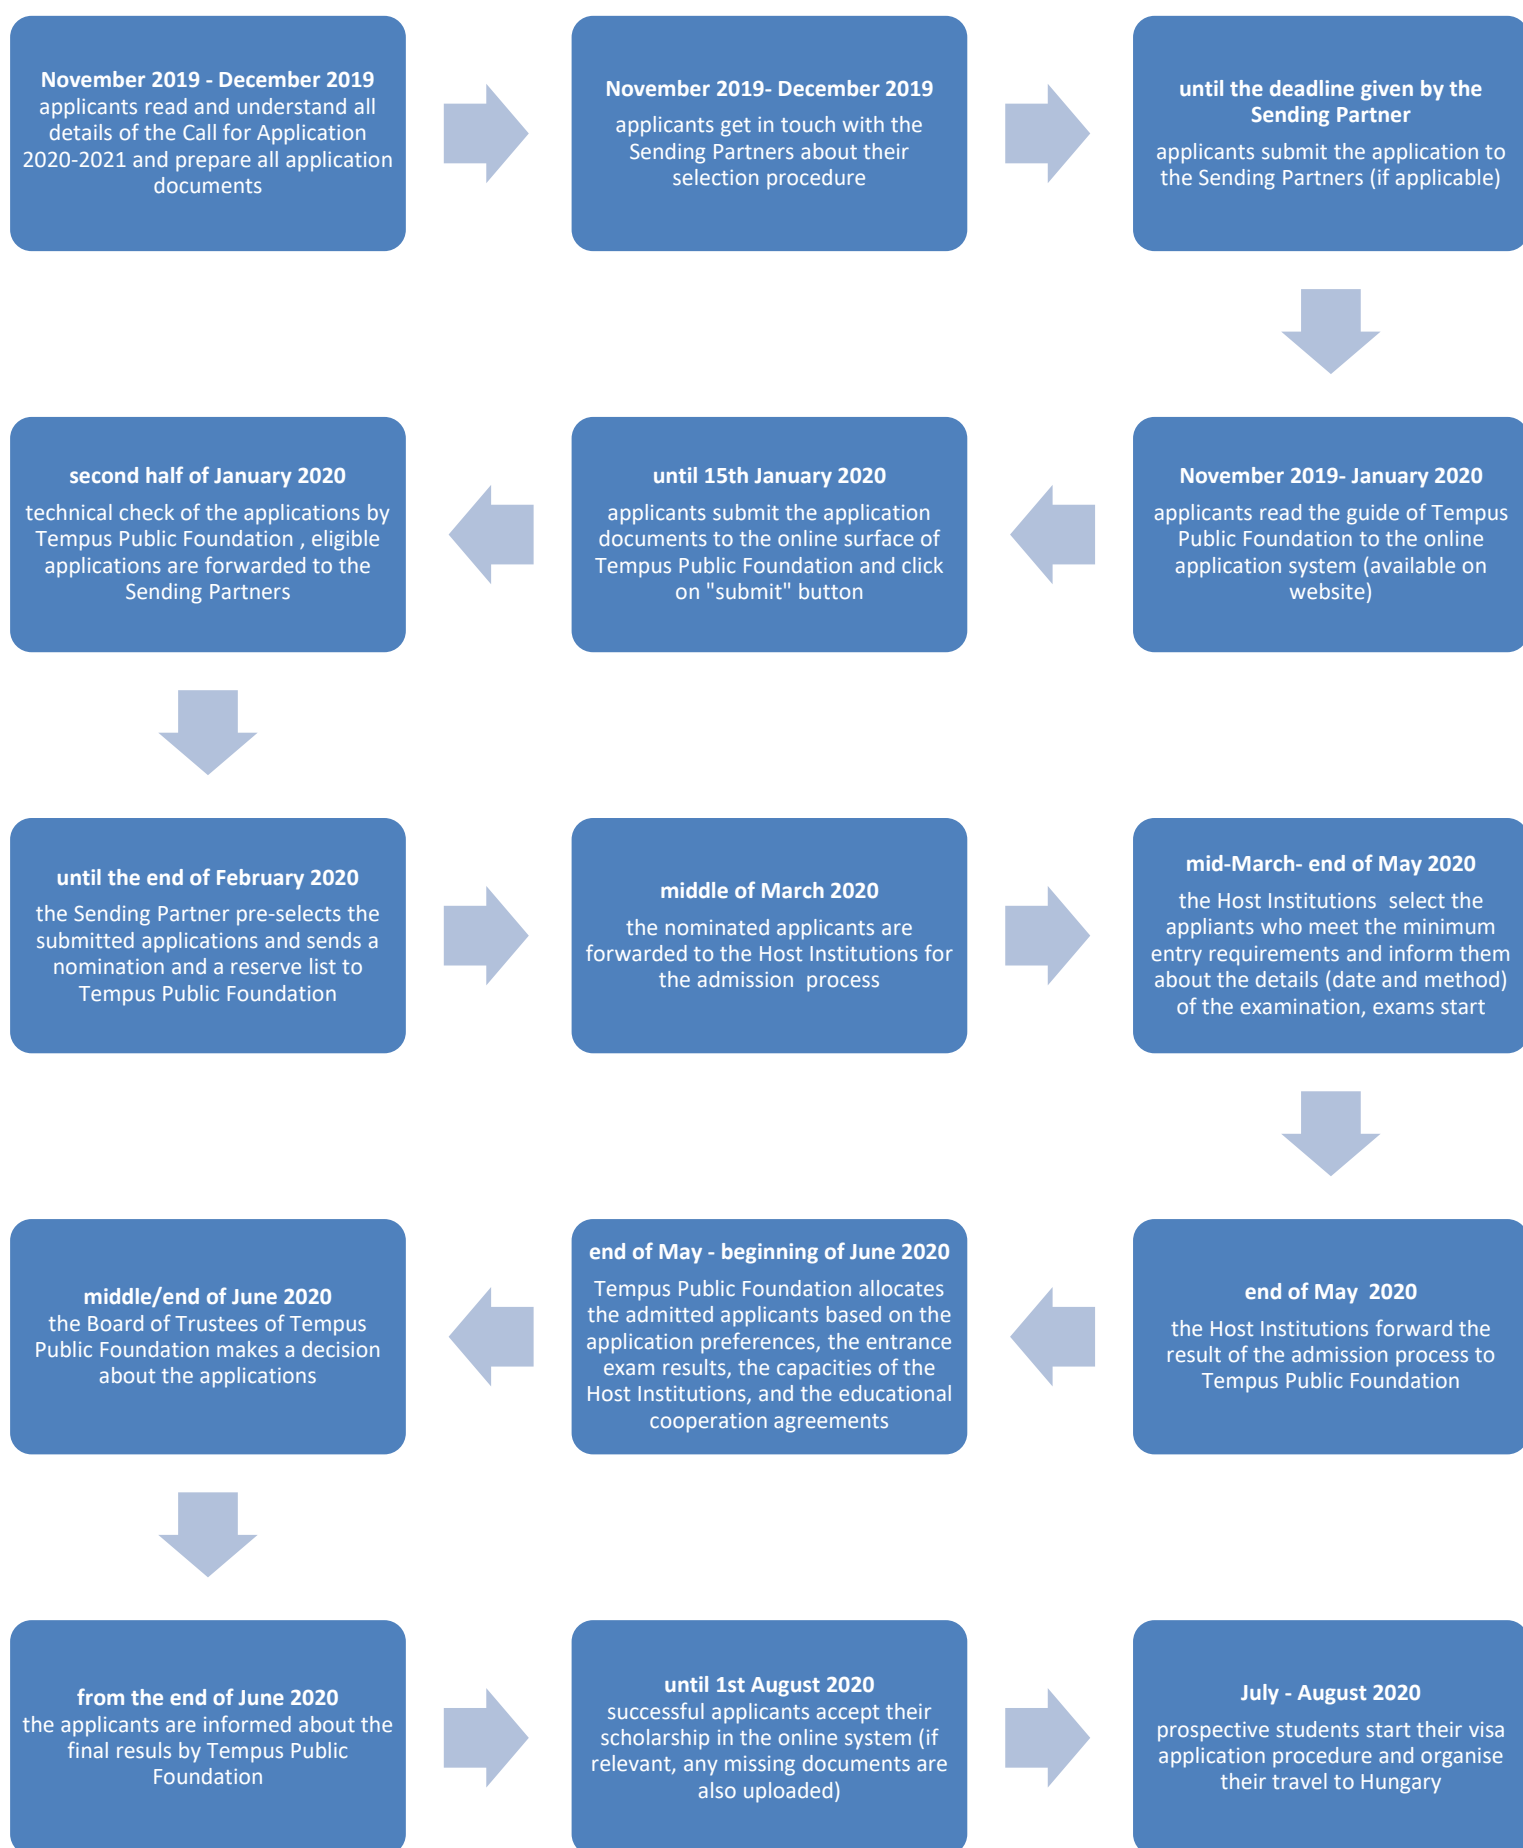 November 2019 - December 2019
applicants read and understand all
details of the Call for Application
2020-2021 and prepare all application
documents
November 2019- December 2019
applicants get in touch with the
Sending Partners about their
selection procedure
until the deadline given by the
Sending Partner
applicants submit the application to
the Sending Partners (if applicable)
November 2019- January 2020
applicants read the guide of Tempus
Public Foundation to the online
application system (available on
website)
until 15th January 2020
applicants submit the application
documents to the online surface of
Tempus Public Foundation and click
on "submit" button
second half of January 2020
technical check of the applications by
Tempus Public Foundation , eligible
applications are forwarded to the
Sending Partners
until the end of February 2020
the Sending Partner pre-selects the
submitted applications and sends a
nomination and a reserve list to
Tempus Public Foundation
middle of March 2020
the nominated applicants are
forwarded to the Host Institutions for
the admission  process
mid-March- end of May 2020
the Host Institutions  select the
appliants who meet the minimum
entry requirements and inform them
about the details (date and method)
of the examination, exams start
end of May  2020
the Host Institutions forward the
result of the admission process to
Tempus Public Foundation
end of May - beginning of June 2020
Tempus Public Foundation allocates
the admitted applicants based on the
application preferences, the entrance
exam results, the capacities of the
Host Institutions, and the educational
cooperation agreements
middle/end of June 2020
the Board of Trustees of Tempus
Public Foundation makes a decision
about the applications
from the end of June 2020
the applicants are informed about the
final resuls by Tempus Public
Foundation
until 1st August 2020
successful applicants accept their
scholarship in the online system (if
relevant, any missing documents are
also uploaded)
July - August 2020
prospective students start their visa
application procedure and organise
their travel to Hungary